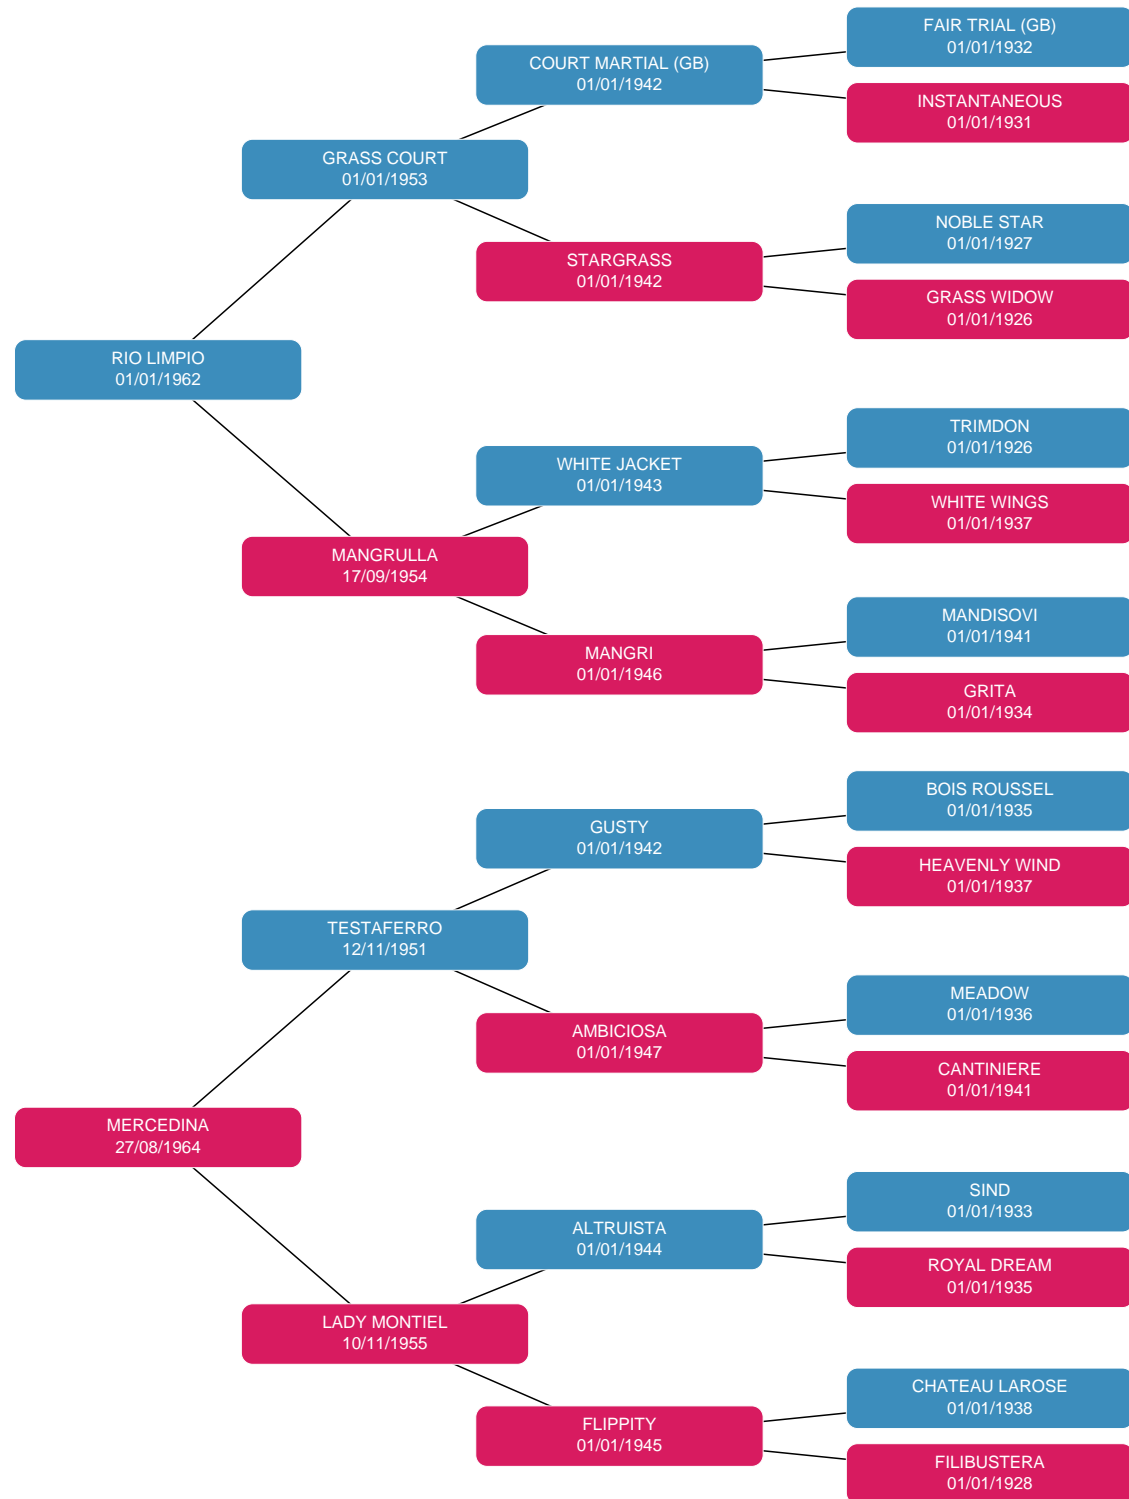 FAIR TRIAL (GB)
01/01/1932
COURT MARTIAL (GB)
01/01/1942
INSTANTANEOUS
01/01/1931
GRASS COURT
01/01/1953
NOBLE STAR
01/01/1927
STARGRASS
01/01/1942
GRASS WIDOW
01/01/1926
RIO LIMPIO
01/01/1962
TRIMDON
01/01/1926
WHITE JACKET
01/01/1943
WHITE WINGS
01/01/1937
MANGRULLA
17/09/1954
MANDISOVI
01/01/1941
MANGRI
01/01/1946
GRITA
01/01/1934
BOIS ROUSSEL
01/01/1935
GUSTY
01/01/1942
HEAVENLY WIND
01/01/1937
TESTAFERRO
12/11/1951
MEADOW
01/01/1936
AMBICIOSA
01/01/1947
CANTINIERE
01/01/1941
MERCEDINA
27/08/1964
SIND
01/01/1933
ALTRUISTA
01/01/1944
ROYAL DREAM
01/01/1935
LADY MONTIEL
10/11/1955
CHATEAU LAROSE
01/01/1938
FLIPPITY
01/01/1945
FILIBUSTERA
01/01/1928